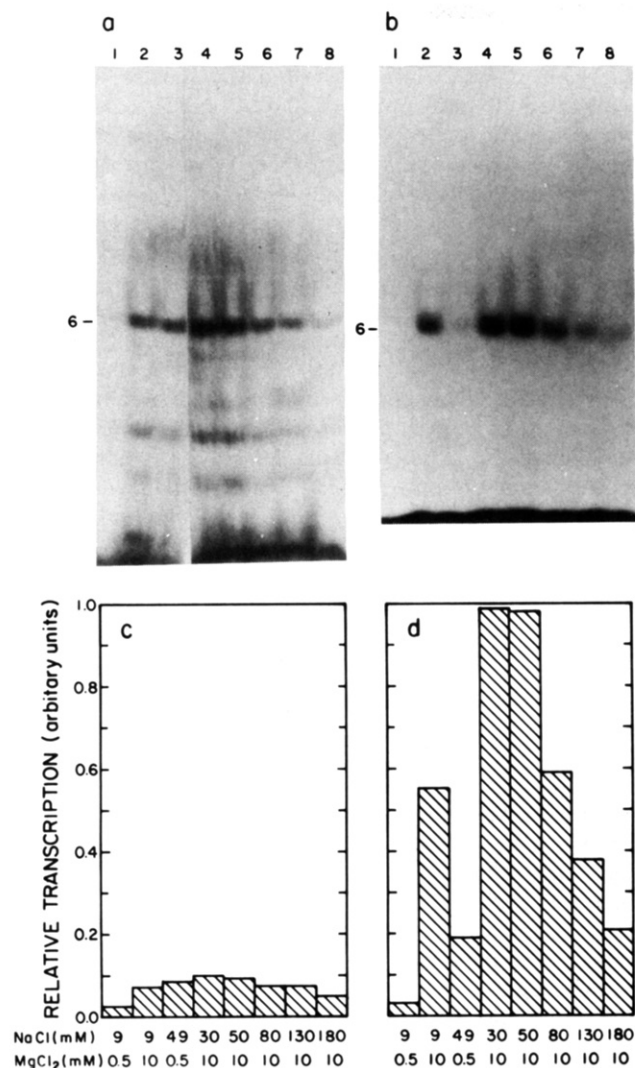 a
1 2 3 4 5 6 7 8
6 –
b
1 2 3 4 5 6 7 8
6 –
RELATIVE TRANSCRIPTION (arbitary units)
1.0
0.8
0.6
0.4
0.2
0.0
c
d
NaCl(mM) 9 9 49 30 50 80 130 180 9 9 49 30 50 80 130 180
MgCl₂(mM) 0.5 10 0.5 10 10 10 10 10 0.5 10 0.5 10 10 10 10 10